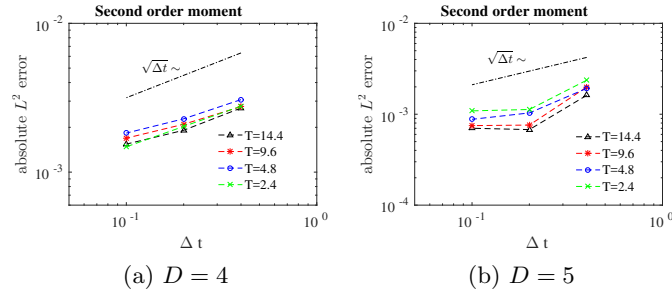 Second order moment
10^-2
√Δt ~
absolute L^2 error
T=14.4
T=9.6
T=4.8
T=2.4
10^-3
10^-1
10^0
Δ t
(a) D = 4
Second order moment
10^-2
√Δt ~
absolute L^2 error
10^-3
T=14.4
T=9.6
T=4.8
T=2.4
10^-4
10^-1
10^0
Δ t
(b) D = 5